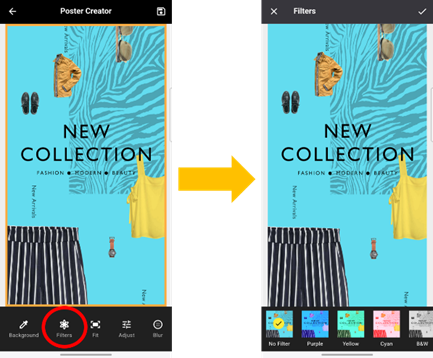 Poster Creator
New Arrivals
NEW
COLLECTION
FASHION ● MODERN ● BEAUTY
New Arrivals
New
Background
Filters
Fit
Adjust
Blur
Filters
New Arrivals
NEW
COLLECTION
FASHION ● MODERN ● BEAUTY
New Arrivals
New
No Filter
Purple
Yellow
Cyan
B&W